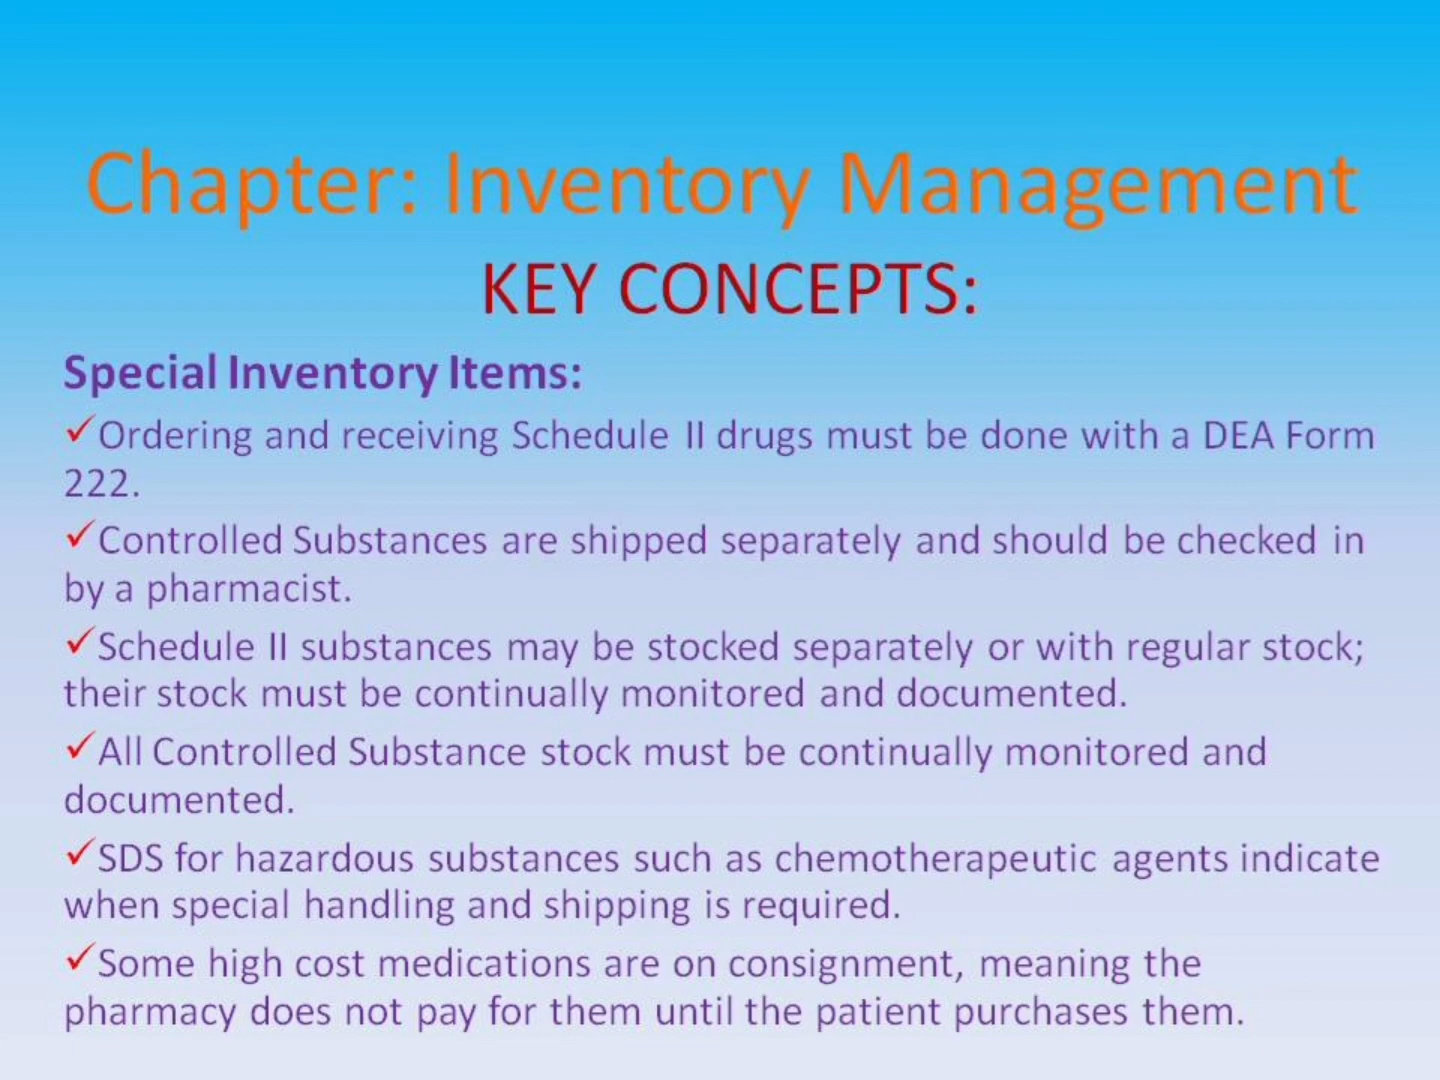 Chapter: Inventory Management
KEY CONCEPTS:
Special Inventory Items:
✓Ordering and receiving Schedule II drugs must be done with a DEA Form
222.
✓Controlled Substances are shipped separately and should be checked in
by a pharmacist.
✓Schedule II substances may be stocked separately or with regular stock;
their stock must be continually monitored and documented.
✓All Controlled Substance stock must be continually monitored and
documented.
✓SDS for hazardous substances such as chemotherapeutic agents indicate
when special handling and shipping is required.
✓Some high cost medications are on consignment, meaning the
pharmacy does not pay for them until the patient purchases them.